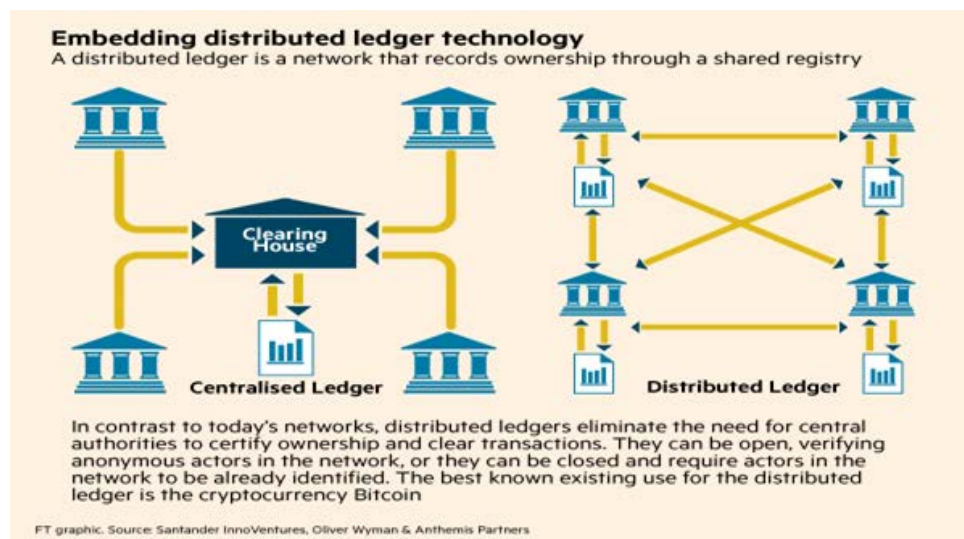 Embedding distributed ledger technology
A distributed ledger is a network that records ownership through a shared registry
Clearing
House
Centralised Ledger
Distributed Ledger
In contrast to today's networks, distributed ledgers eliminate the need for central
authorities to certify ownership and clear transactions. They can be open, verifying
anonymous actors in the network, or they can be closed and require actors in the
network to be already identified. The best known existing use for the distributed
ledger is the cryptocurrency Bitcoin
FT graphic. Source: Santander InnoVentures, Oliver Wyman & Anthemis Partners